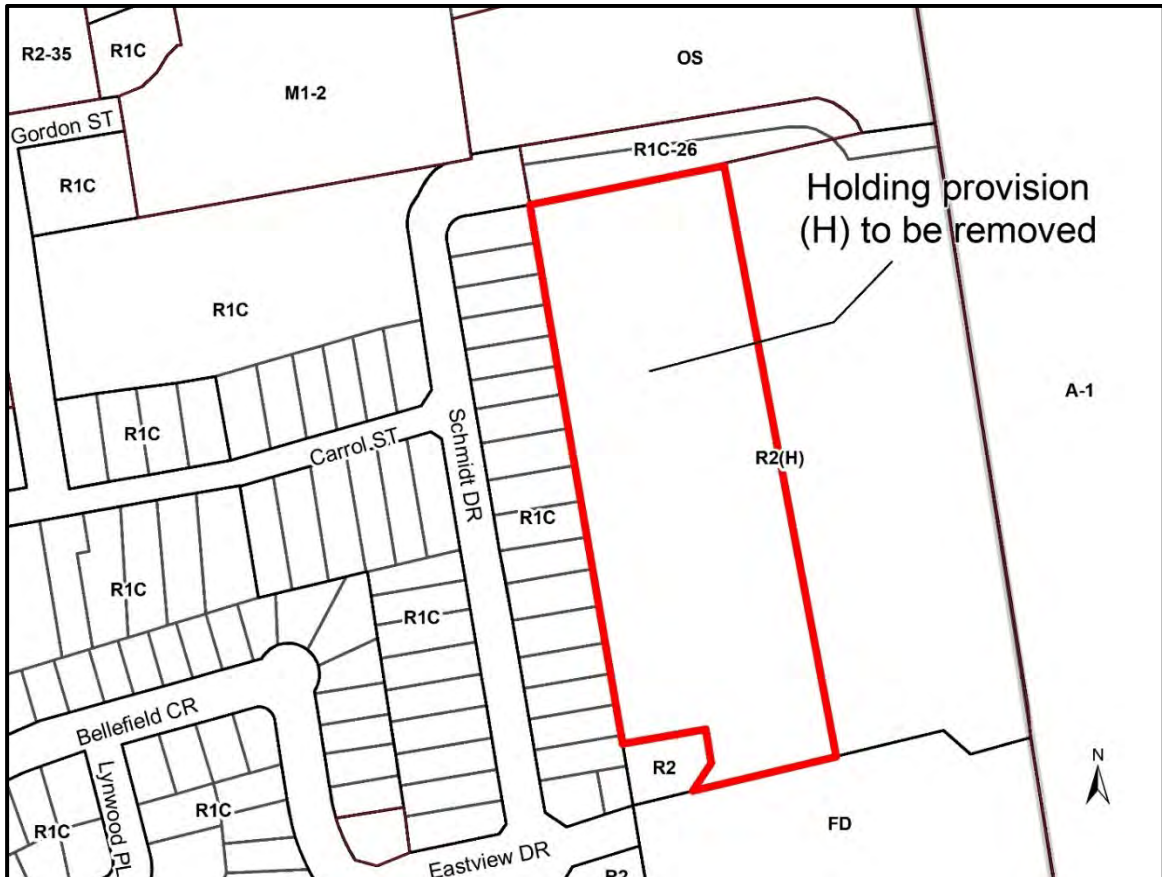 R2-35
R1C
M1-2
OS
Gordon ST
R1C
R1C-26
Holding provision
(H) to be removed
R1C
A-1
R1C
Carrol ST
Schmidt DR
R2(H)
R1C
R1C
R1C
Bellefield CR
Lynwood PL
R1C
R1C
R2
N
FD
Eastview DR
R2